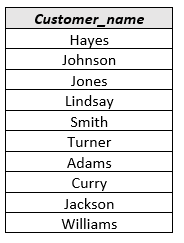 Customer_name
Hayes
Johnson
Jones
Lindsay
Smith
Turner
Adams
Curry
Jackson
Williams